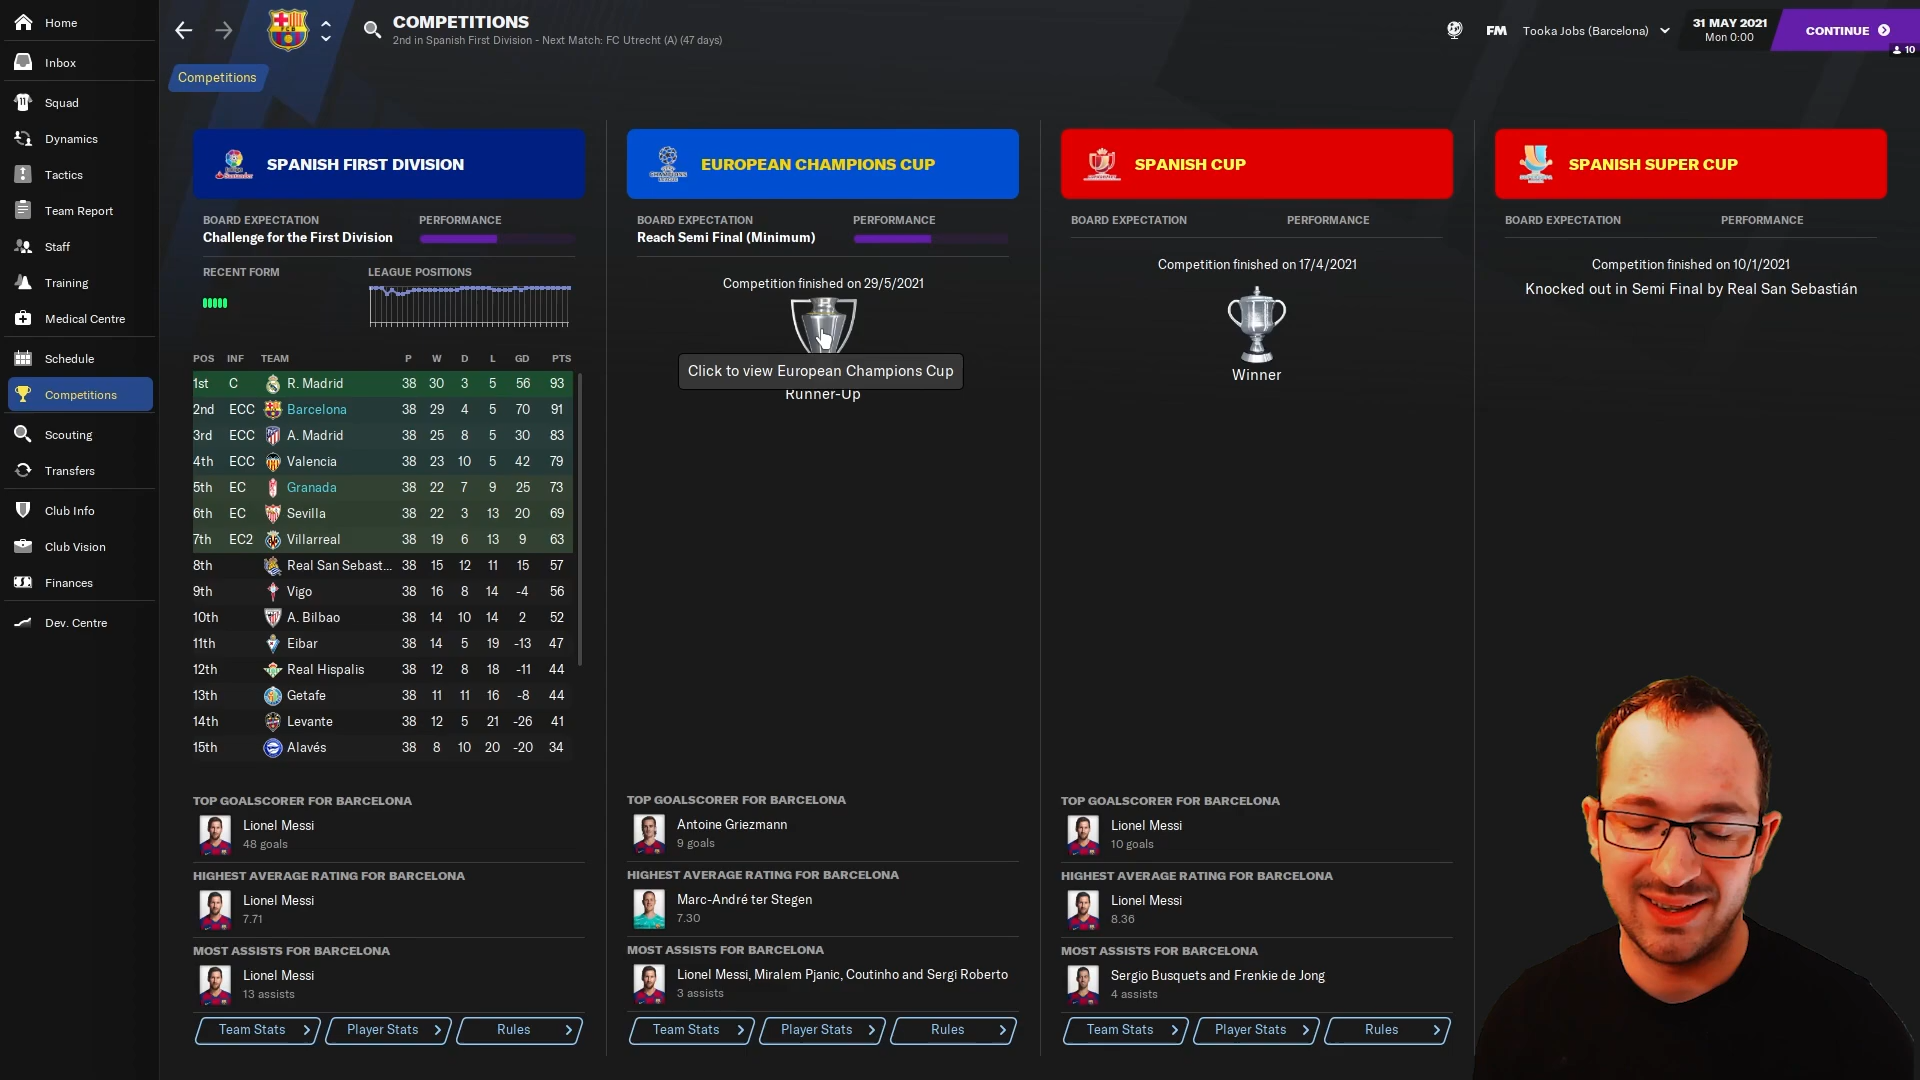 Home
Inbox
Squad
Dynamics
Tactics
Team Report
Staff
Training
Medical Centre
Schedule
Competitions
Scouting
Transfers
Club Info
Club Vision
Finances
Dev. Centre
COMPETITIONS
2nd in Spanish First Division - Next Match: FC Utrecht (A) (47 days)
FM
Tooka Jobs (Barcelona)
31 MAY 2021
Mon 0:00
CONTINUE
10
Competitions
SPANISH FIRST DIVISION
BOARD EXPECTATION PERFORMANCE
Challenge for the First Division
RECENT FORM LEAGUE POSITIONS
POS INF TEAM P W D L GD PTS
1st C R. Madrid 38 30 3 5 56 93
2nd ECC Barcelona 38 29 4 5 70 91
3rd ECC A. Madrid 38 25 8 5 30 83
4th ECC Valencia 38 23 10 5 42 79
5th EC Granada 38 22 7 9 25 73
6th EC Sevilla 38 22 3 13 20 69
7th EC2 Villarreal 38 19 6 13 9 63
8th Real San Sebast... 38 15 12 11 15 57
9th Vigo 38 16 8 14 -4 56
10th A. Bilbao 38 14 10 14 2 52
11th Eibar 38 14 5 19 -13 47
12th Real Hispalis 38 12 8 18 -11 44
13th Getafe 38 11 11 16 -8 44
14th Levante 38 12 5 21 -26 41
15th Alavés 38 8 10 20 -20 34
TOP GOALSCORER FOR BARCELONA
Lionel Messi
48 goals
HIGHEST AVERAGE RATING FOR BARCELONA
Lionel Messi
7.71
MOST ASSISTS FOR BARCELONA
Lionel Messi
13 assists
Team Stats Player Stats Rules
EUROPEAN CHAMPIONS CUP
BOARD EXPECTATION PERFORMANCE
Reach Semi Final (Minimum)
Competition finished on 29/5/2021
Click to view European Champions Cup
Runner-Up
TOP GOALSCORER FOR BARCELONA
Antoine Griezmann
9 goals
HIGHEST AVERAGE RATING FOR BARCELONA
Marc-André ter Stegen
7.30
MOST ASSISTS FOR BARCELONA
Lionel Messi, Miralem Pjanic, Coutinho and Sergi Roberto
3 assists
Team Stats Player Stats Rules
SPANISH CUP
BOARD EXPECTATION PERFORMANCE
Competition finished on 17/4/2021
Winner
TOP GOALSCORER FOR BARCELONA
Lionel Messi
10 goals
HIGHEST AVERAGE RATING FOR BARCELONA
Lionel Messi
8.36
MOST ASSISTS FOR BARCELONA
Sergio Busquets and Frenkie de Jong
4 assists
Team Stats Player Stats Rules
SPANISH SUPER CUP
BOARD EXPECTATION PERFORMANCE
Competition finished on 10/1/2021
Knocked out in Semi Final by Real San Sebastián